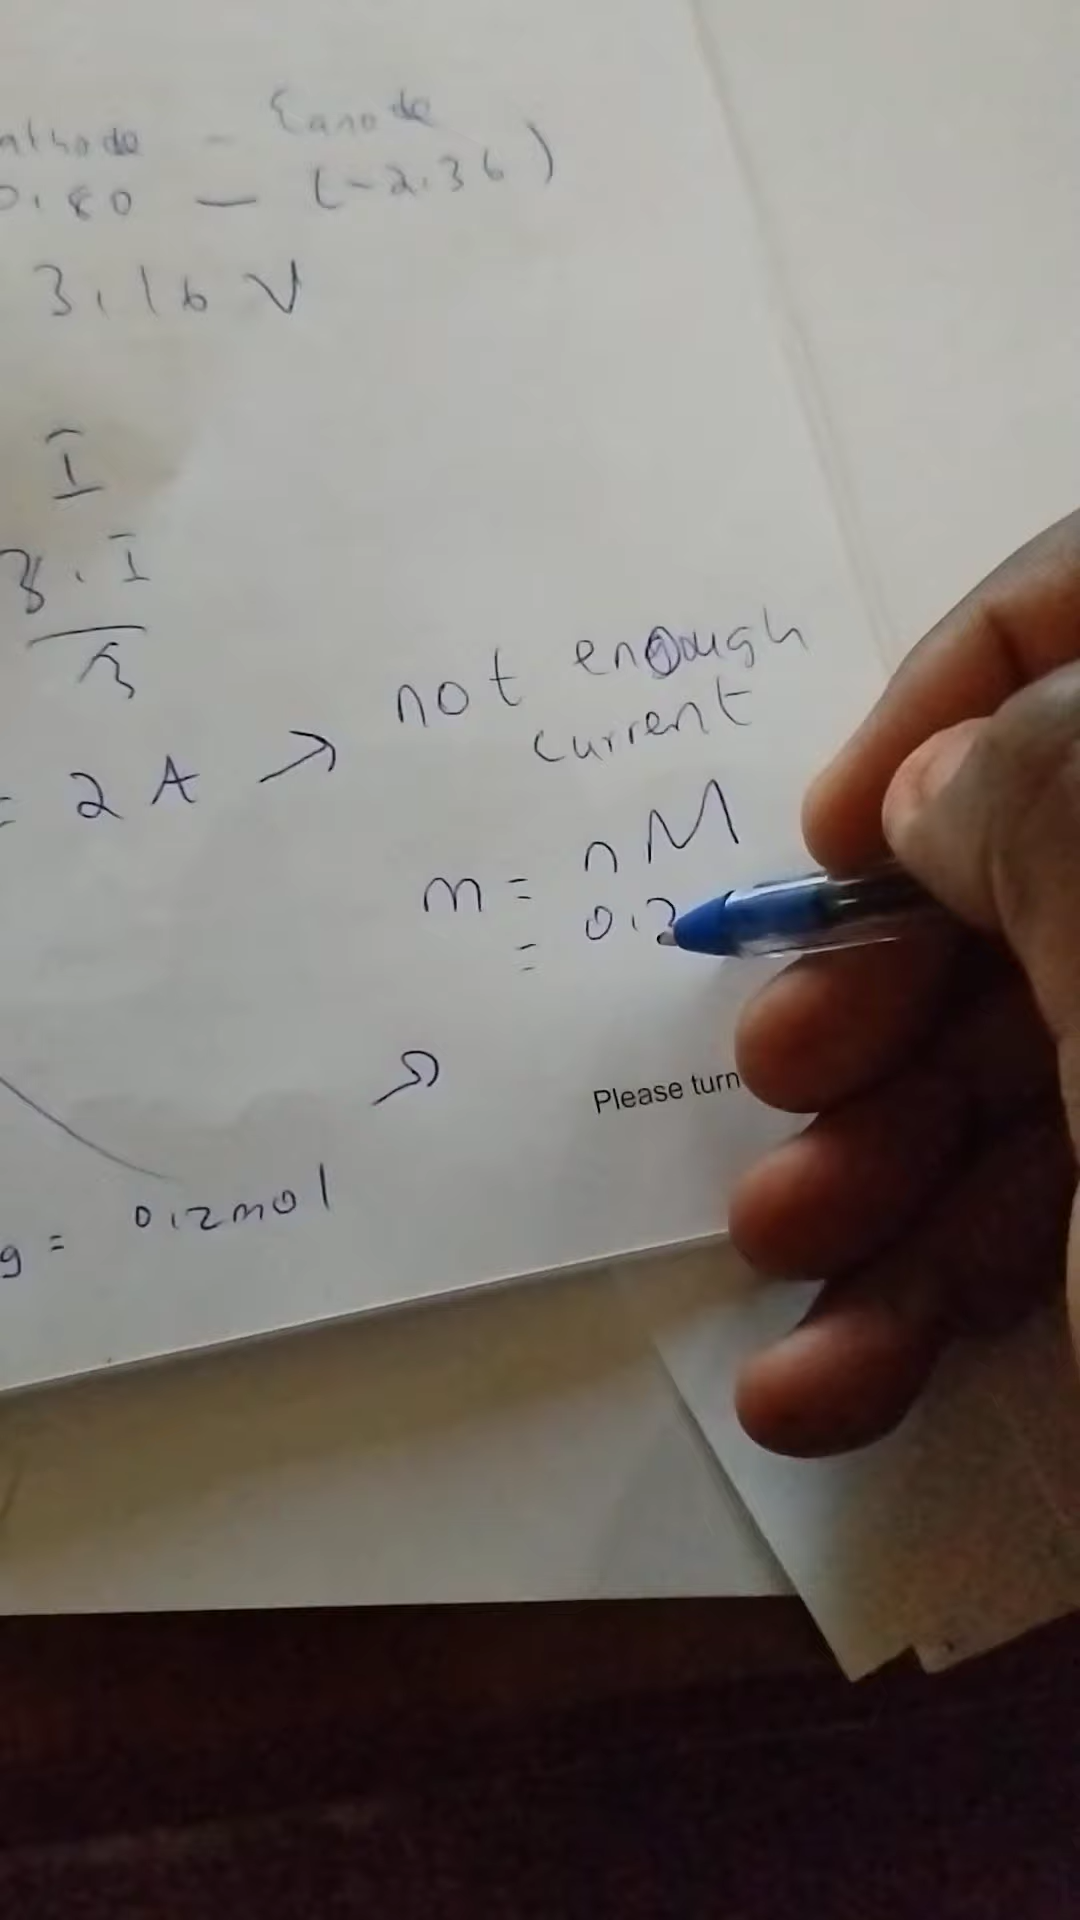 athode - Eanode
0,80 - (-2.36)
3,16 V
I
3 . I
3
= 2 A → not enough
current
m = nM
= 0.2
Please turn
g = 0,2mol